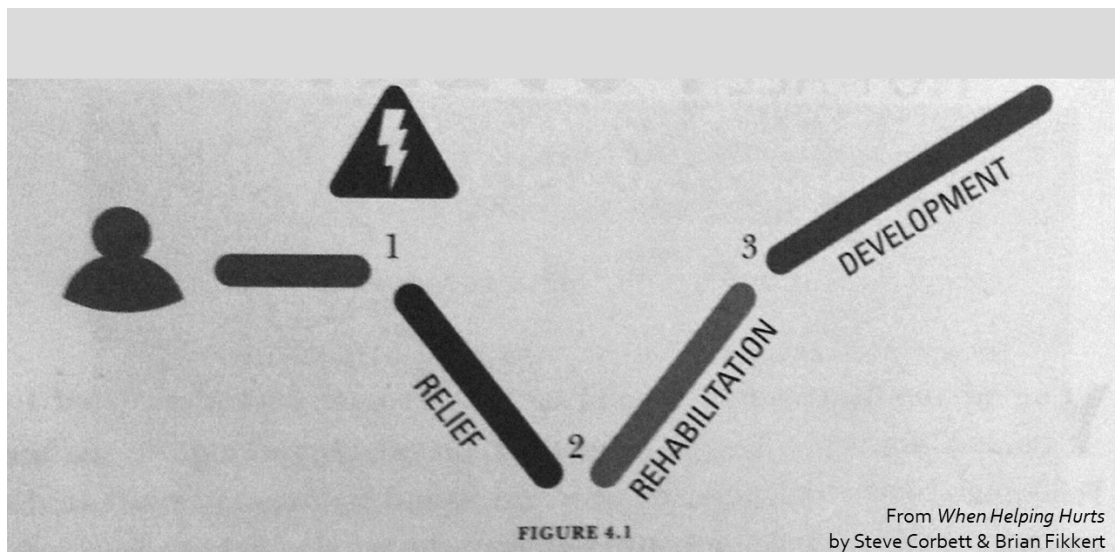 1
RELIEF
2
REHABILITATION
3
DEVELOPMENT
FIGURE 4.1
From When Helping Hurts
by Steve Corbett & Brian Fikkert